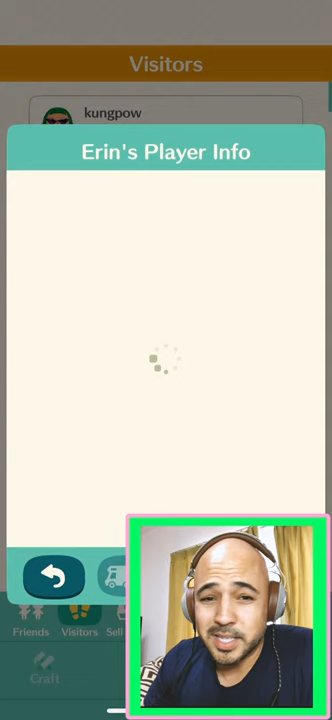 Visitors
kungpow
Erin's Player Info
Friends
Visitors
Sell
Craft